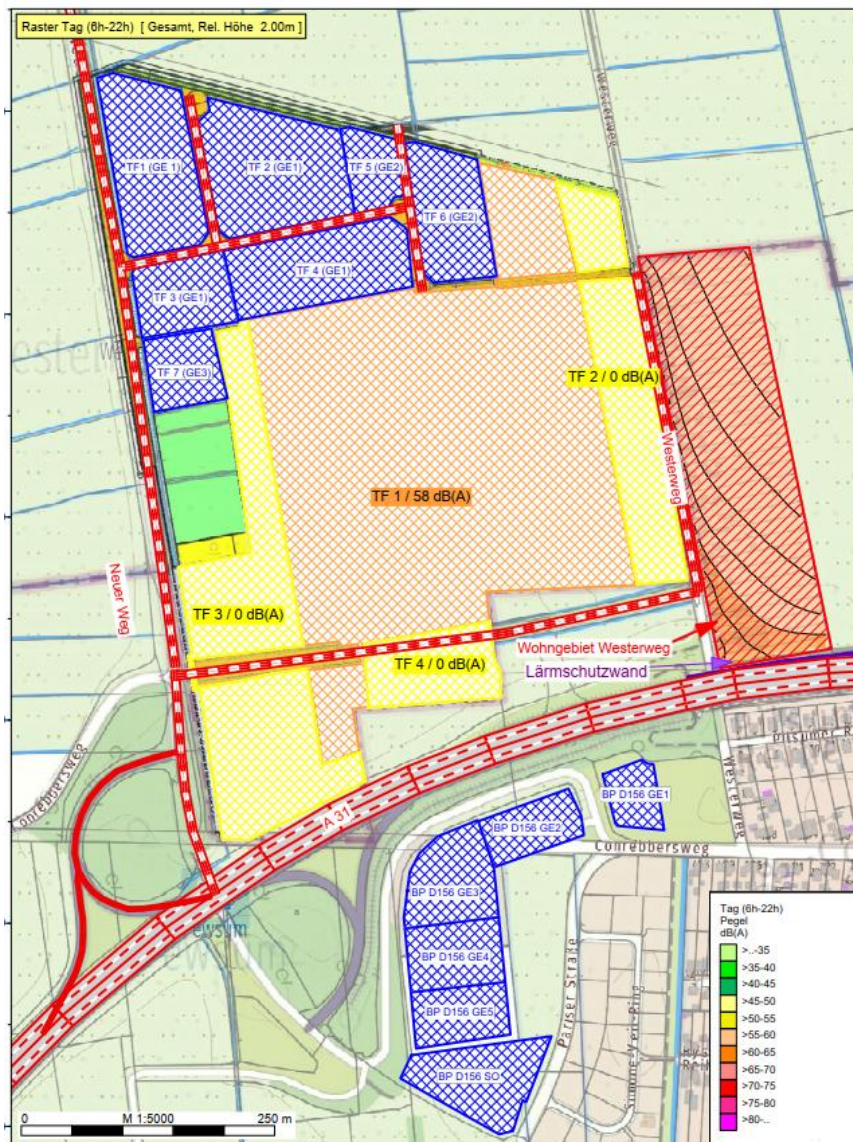 Raster Tag (6h-22h) [ Gesamt, Rel. Höhe 2.00m ]
Westerweg
TF1 (GE 1)
TF 2 (GE1)
TF 5 (GE2)
TF 6 (GE2)
TF 3 (GE1)
TF 4 (GE1)
TF 7 (GE3)
TF 2 / 0 dB(A)
Westerweg
TF 1 / 58 dB(A)
Neuer Weg
TF 3 / 0 dB(A)
Wohngebiet Westerweg
TF 4 / 0 dB(A)
Lärmschutzwand
Conrebbersweg
A 31
Westerweg
BP D156 GE1
BP D156 GE2
Conrebbersweg
BP D156 GE3
BP D156 GE4
BP D156 GE5
BP D156 SO
Pariser Straße
Tag (6h-22h)
Pegel
dB(A)
>..-35
>35-40
>40-45
>45-50
>50-55
>55-60
>60-65
>65-70
>70-75
>75-80
>80-..
0 M 1:5000 250 m